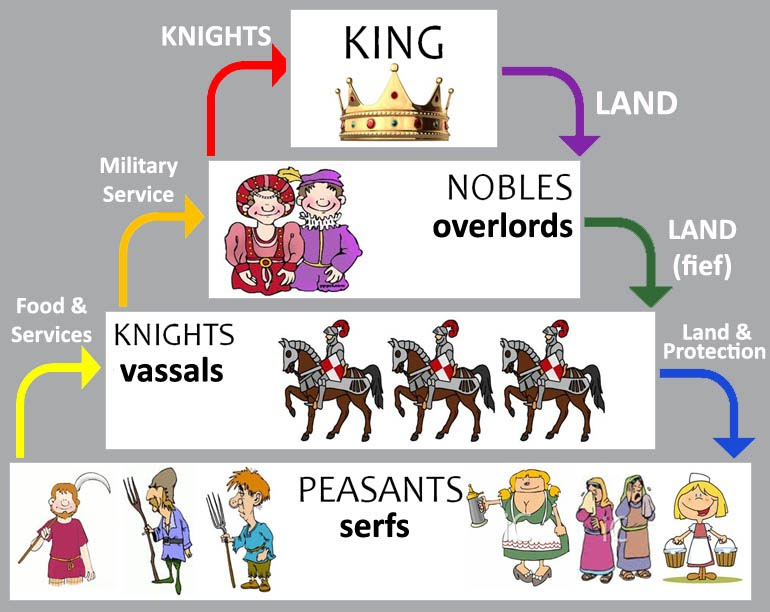 KNIGHTS
KING
LAND
Military
Service
NOBLES
overlords
LAND
(fief)
Food &
Services
KNIGHTS
vassals
Land &
Protection
PEASANTS
serfs